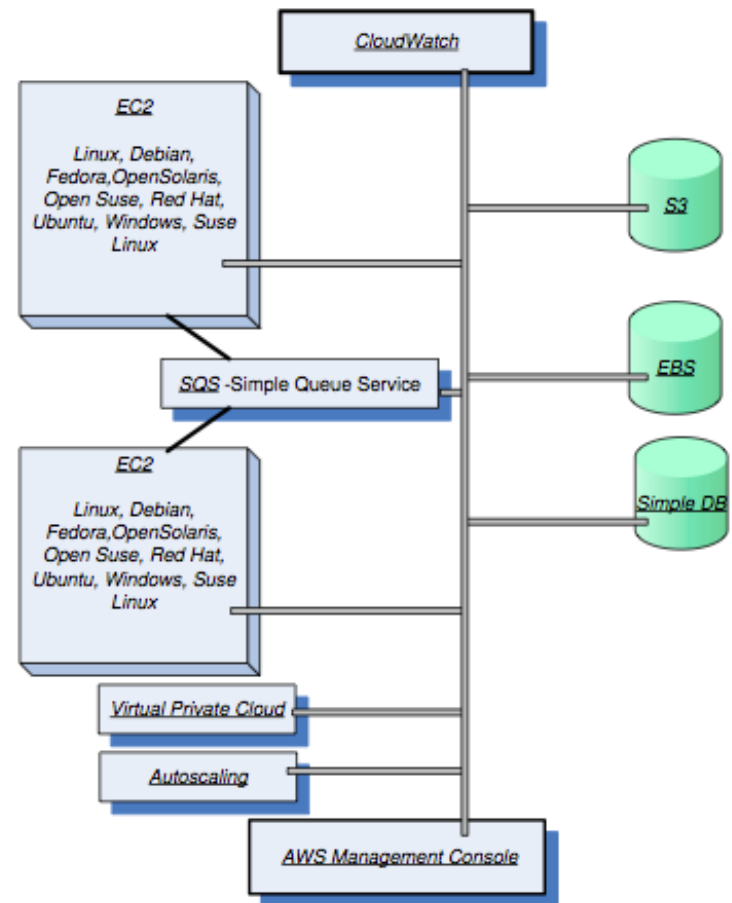 CloudWatch
EC2
Linux, Debian,
Fedora,OpenSolaris,
Open Suse, Red Hat,
Ubuntu, Windows, Suse
Linux
S3
SQS -Simple Queue Service
EBS
EC2
Linux, Debian,
Fedora,OpenSolaris,
Open Suse, Red Hat,
Ubuntu, Windows, Suse
Linux
Simple DB
Virtual Private Cloud
Autoscaling
AWS Management Console